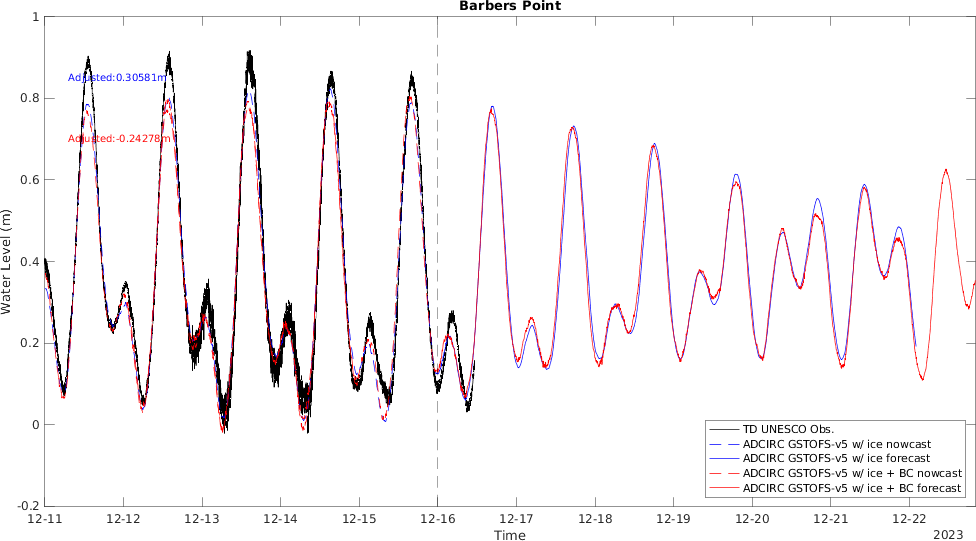 Barbers Point
1
0.8
0.6
0.4
0.2
0
-0.2
Water Level (m)
Adjusted:0.30581m
Adjusted:-0.24278m
TD UNESCO Obs.
ADCIRC GSTOFS-v5 w/ ice nowcast
ADCIRC GSTOFS-v5 w/ ice forecast
ADCIRC GSTOFS-v5 w/ ice + BC nowcast
ADCIRC GSTOFS-v5 w/ ice + BC forecast
12-11 12-12 12-13 12-14 12-15 12-16 12-17 12-18 12-19 12-20 12-21 12-22
Time
2023